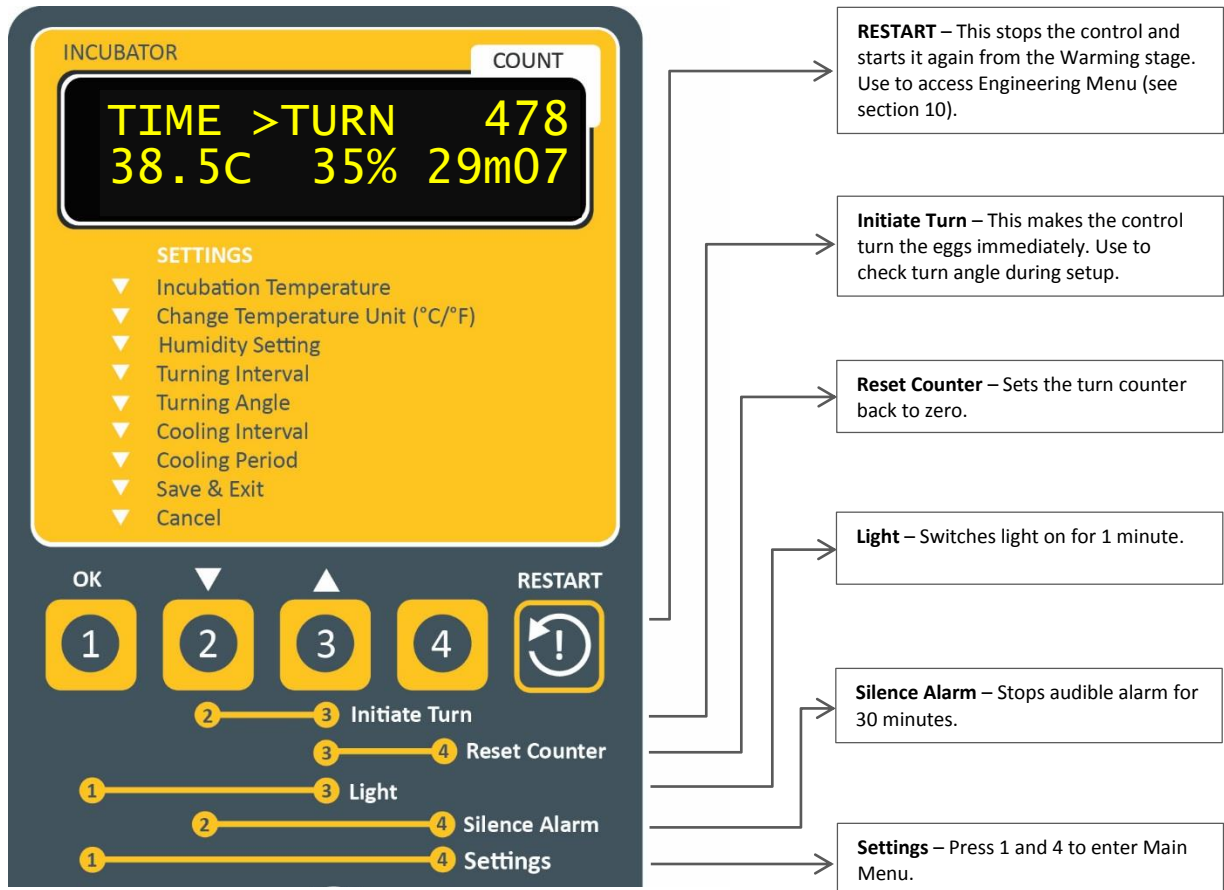 INCUBATOR
COUNT
TIME >TURN 478
38.5C 35% 29m07
SETTINGS
▼ Incubation Temperature
▼ Change Temperature Unit (°C/°F)
▼ Humidity Setting
▼ Turning Interval
▼ Turning Angle
▼ Cooling Interval
▼ Cooling Period
▼ Save & Exit
▼ Cancel
OK ▼ ▲ RESTART
1 2 3 4 !
2 3 Initiate Turn
3 4 Reset Counter
1 3 Light
2 4 Silence Alarm
1 4 Settings
RESTART – This stops the control and
starts it again from the Warming stage.
Use to access Engineering Menu (see
section 10).
Initiate Turn – This makes the control
turn the eggs immediately. Use to
check turn angle during setup.
Reset Counter – Sets the turn counter
back to zero.
Light – Switches light on for 1 minute.
Silence Alarm – Stops audible alarm for
30 minutes.
Settings – Press 1 and 4 to enter Main
Menu.